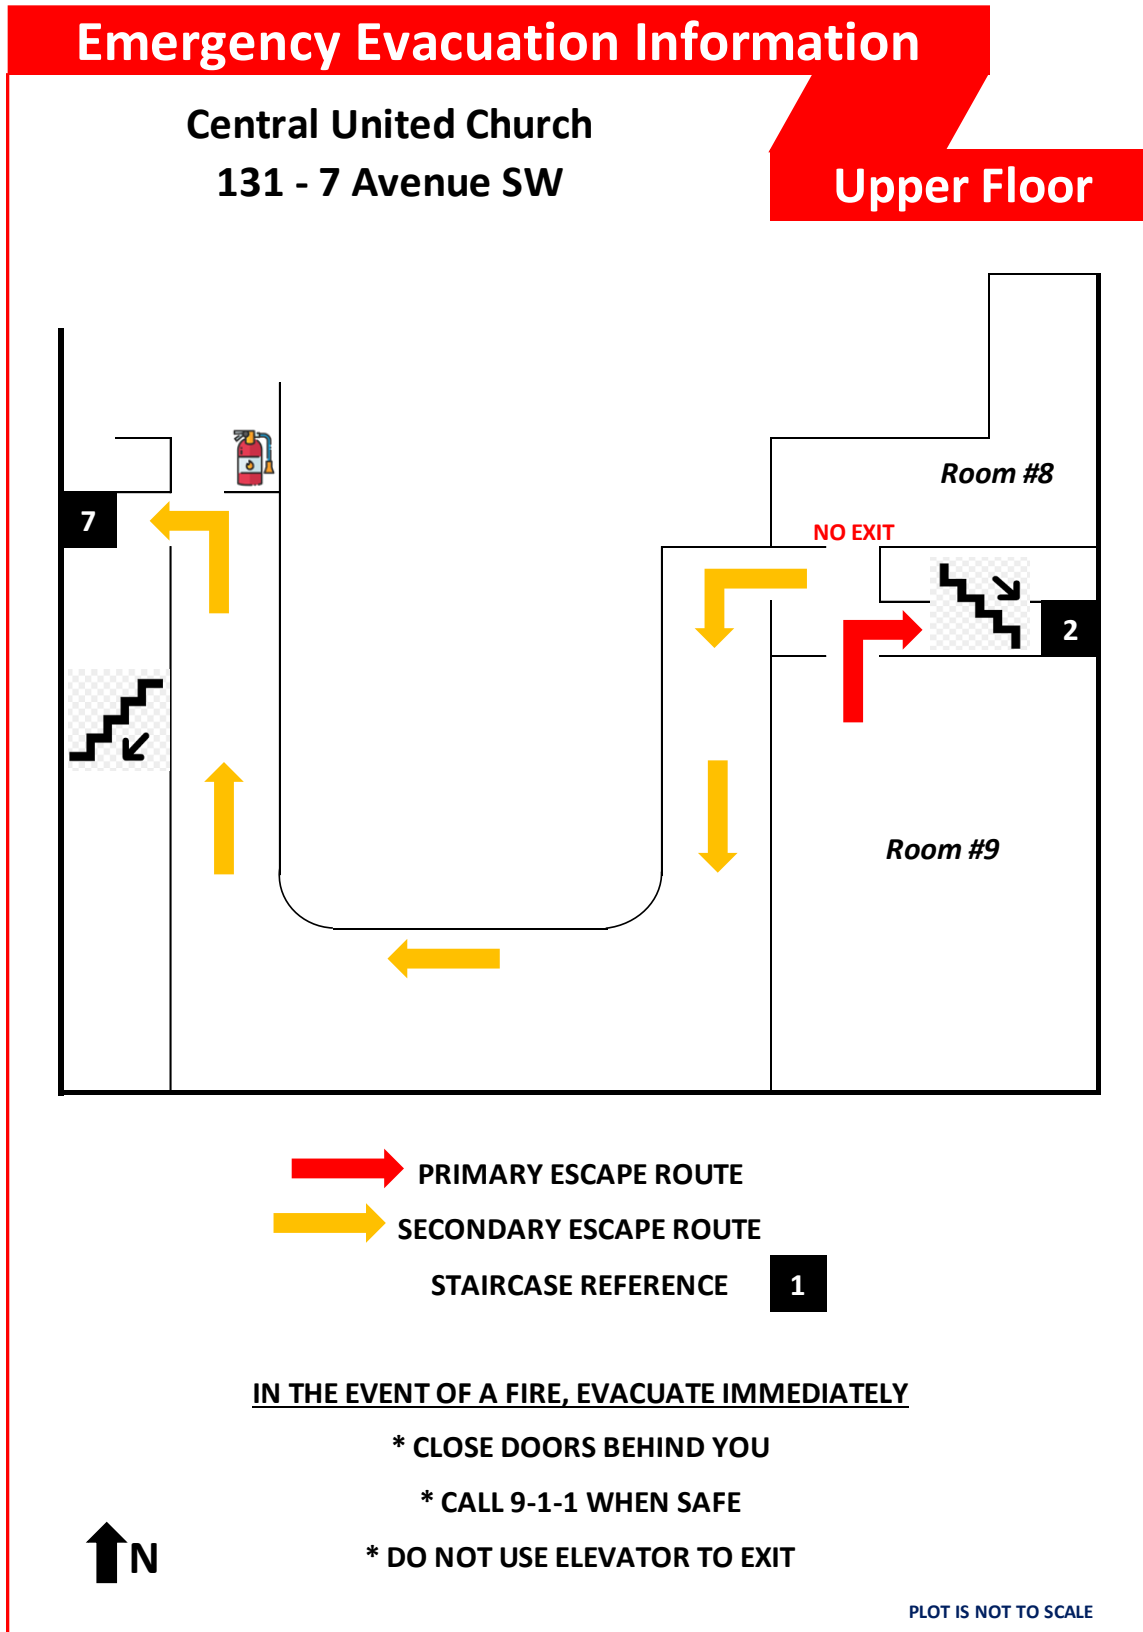 Emergency Evacuation Information
Central United Church
131 - 7 Avenue SW
Upper Floor
Room #8
7
NO EXIT
2
Room #9
PRIMARY ESCAPE ROUTE
SECONDARY ESCAPE ROUTE
STAIRCASE REFERENCE 1
IN THE EVENT OF A FIRE, EVACUATE IMMEDIATELY
* CLOSE DOORS BEHIND YOU
* CALL 9-1-1 WHEN SAFE
* DO NOT USE ELEVATOR TO EXIT
N
PLOT IS NOT TO SCALE